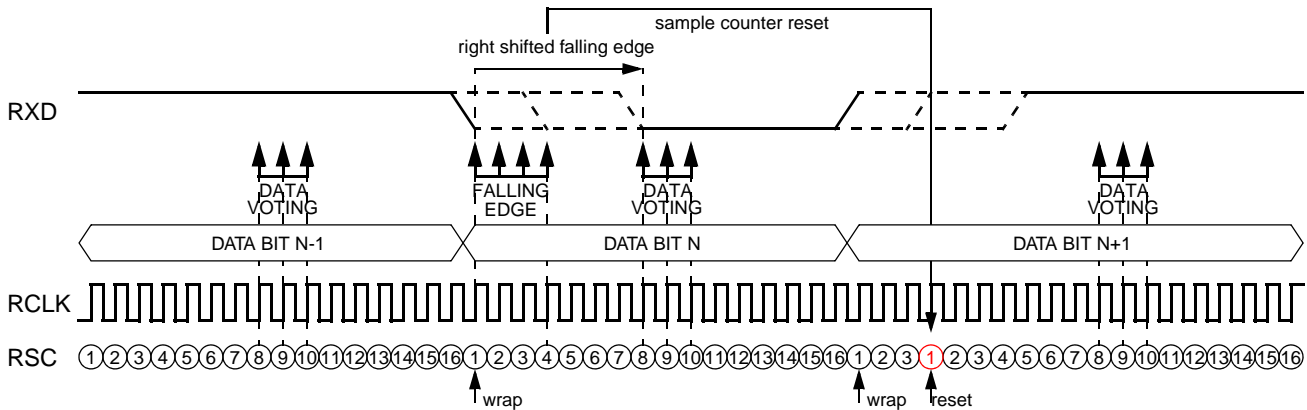 sample counter reset
right shifted falling edge
RXD
DATA VOTING
FALLING EDGE
DATA VOTING
DATA VOTING
DATA BIT N-1
DATA BIT N
DATA BIT N+1
RCLK
RSC 1 2 3 4 5 6 7 8 9 10 11 12 13 14 15 16 1 2 3 4 5 6 7 8 9 10 11 12 13 14 15 16 1 2 3 1 2 3 4 5 6 7 8 9 10 11 12 13 14 15 16
wrap
wrap
reset